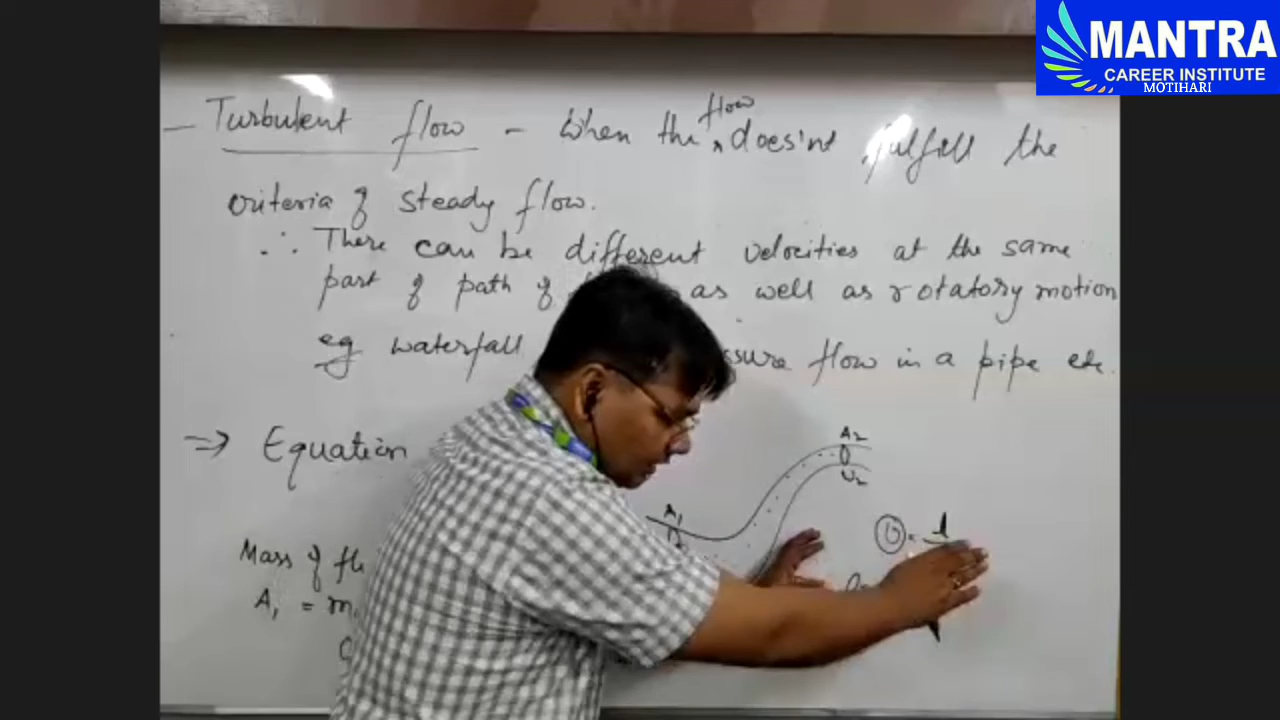 MANTRA
CAREER INSTITUTE
MOTIHARI
— Turbulent flow – When the flow does'nt fulfill the
criteria of steady flow.
∴ There can be different velocities at the same
part of path of as well as rotatory motion
eg waterfall flow in a pipe etc.
⇒ Equation
A2
v2
A1
Mass of
A1 =